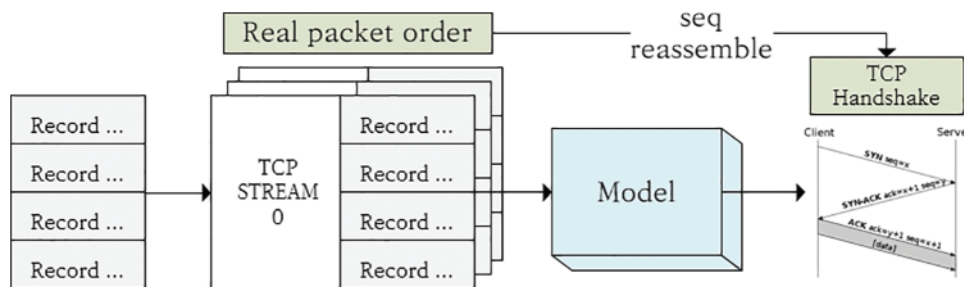 Real packet order
seq
reassemble
TCP
Handshake
Record ...
Record ...
Record ...
Record ...
TCP
STREAM
0
Record ...
Record ...
Record ...
Record ...
Model
Client
Serve
SYN seq=x
SYN-ACK ack=x+1 seq=y
ACK ack=y+1 seq=x+1
[data]